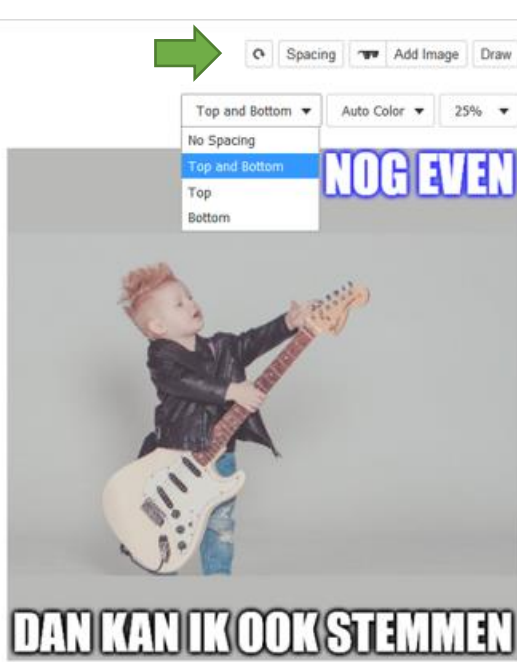 Spacing Add Image Draw
Top and Bottom Auto Color 25%
No Spacing
Top and Bottom
Top
Bottom
NOG EVEN
DAN KAN IK OOK STEMMEN